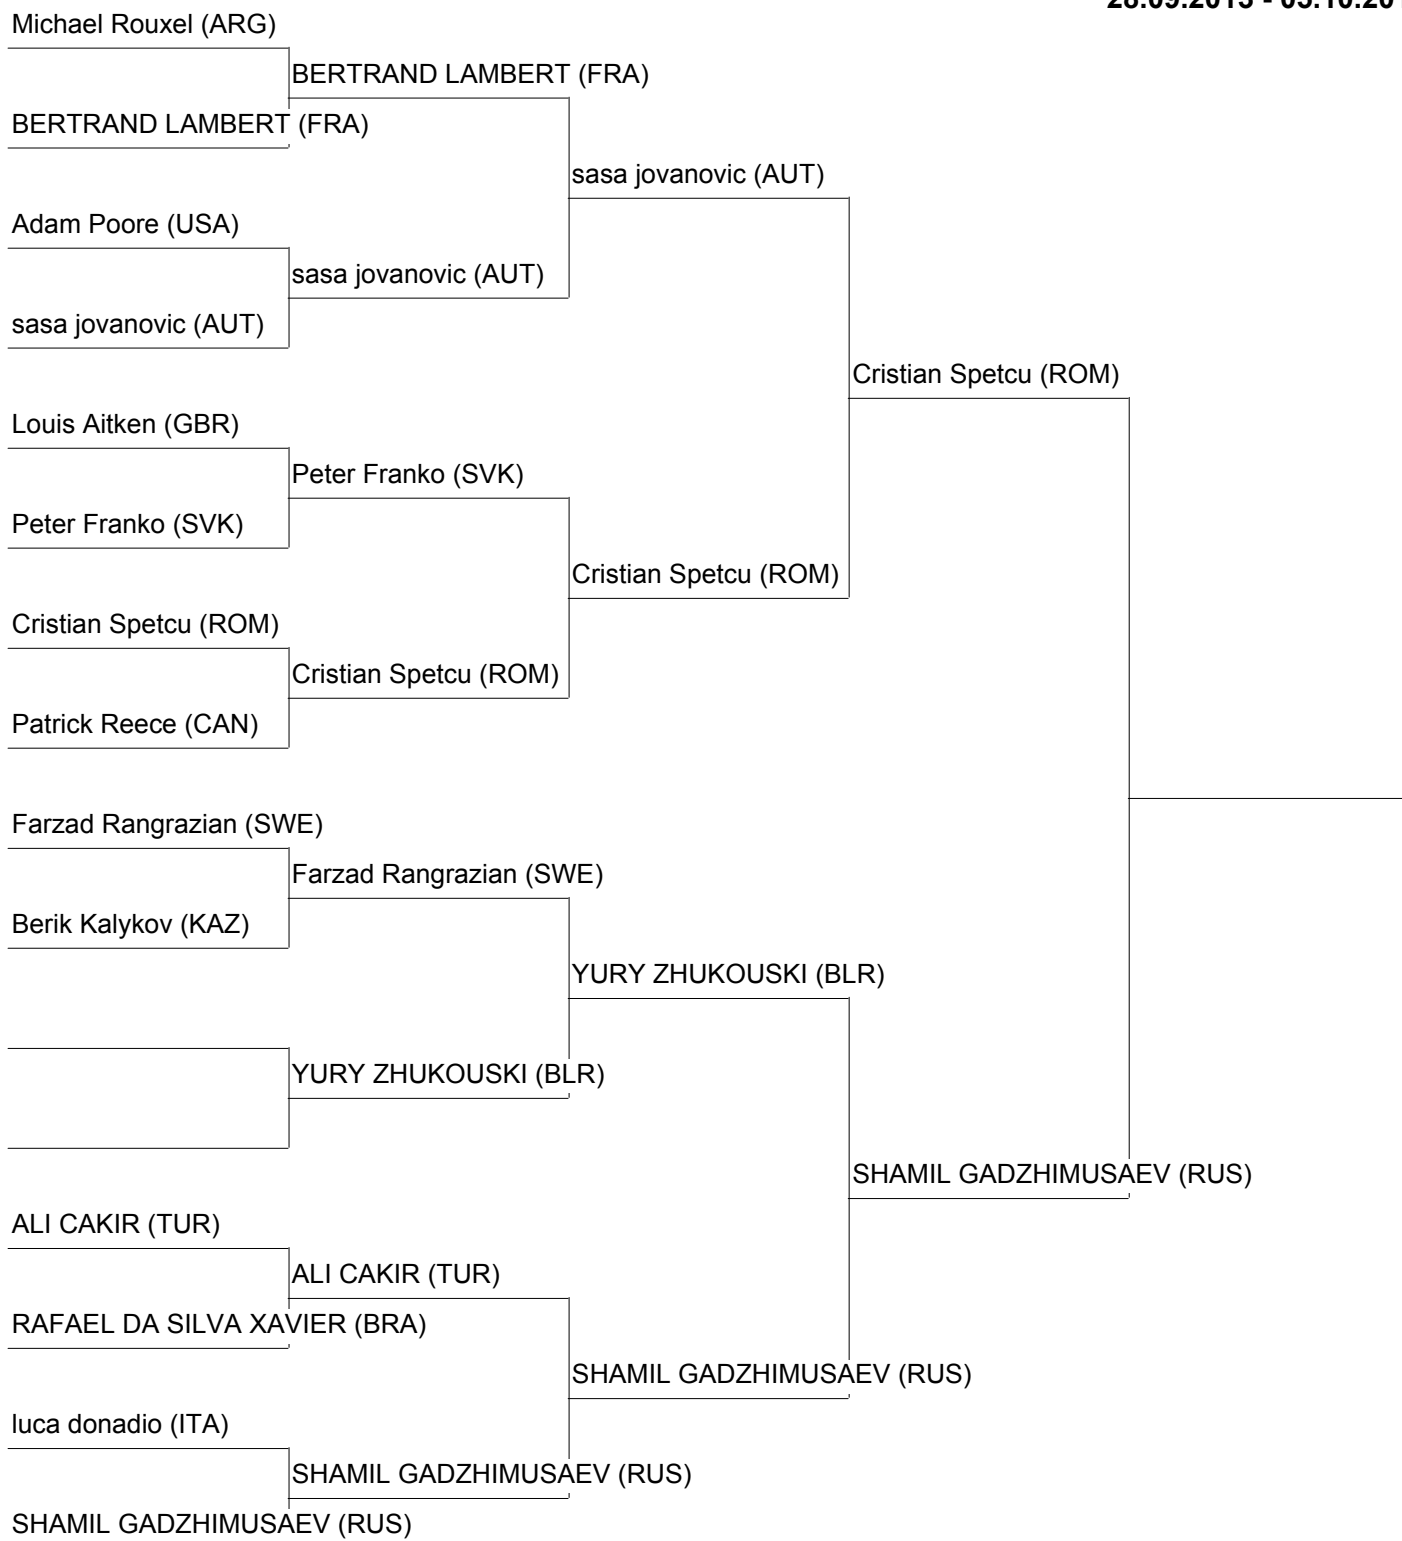 Michael Rouxel (ARG)
BERTRAND LAMBERT (FRA)
BERTRAND LAMBERT (FRA)
sasa jovanovic (AUT)
Adam Poore (USA)
sasa jovanovic (AUT)
sasa jovanovic (AUT)
Cristian Spetcu (ROM)
Louis Aitken (GBR)
Peter Franko (SVK)
Peter Franko (SVK)
Cristian Spetcu (ROM)
Cristian Spetcu (ROM)
Cristian Spetcu (ROM)
Patrick Reece (CAN)
Farzad Rangrazian (SWE)
Farzad Rangrazian (SWE)
Berik Kalykov (KAZ)
YURY ZHUKOUSKI (BLR)
YURY ZHUKOUSKI (BLR)
SHAMIL GADZHIMUSAEV (RUS)
ALI CAKIR (TUR)
ALI CAKIR (TUR)
RAFAEL DA SILVA XAVIER (BRA)
SHAMIL GADZHIMUSAEV (RUS)
luca donadio (ITA)
SHAMIL GADZHIMUSAEV (RUS)
SHAMIL GADZHIMUSAEV (RUS)